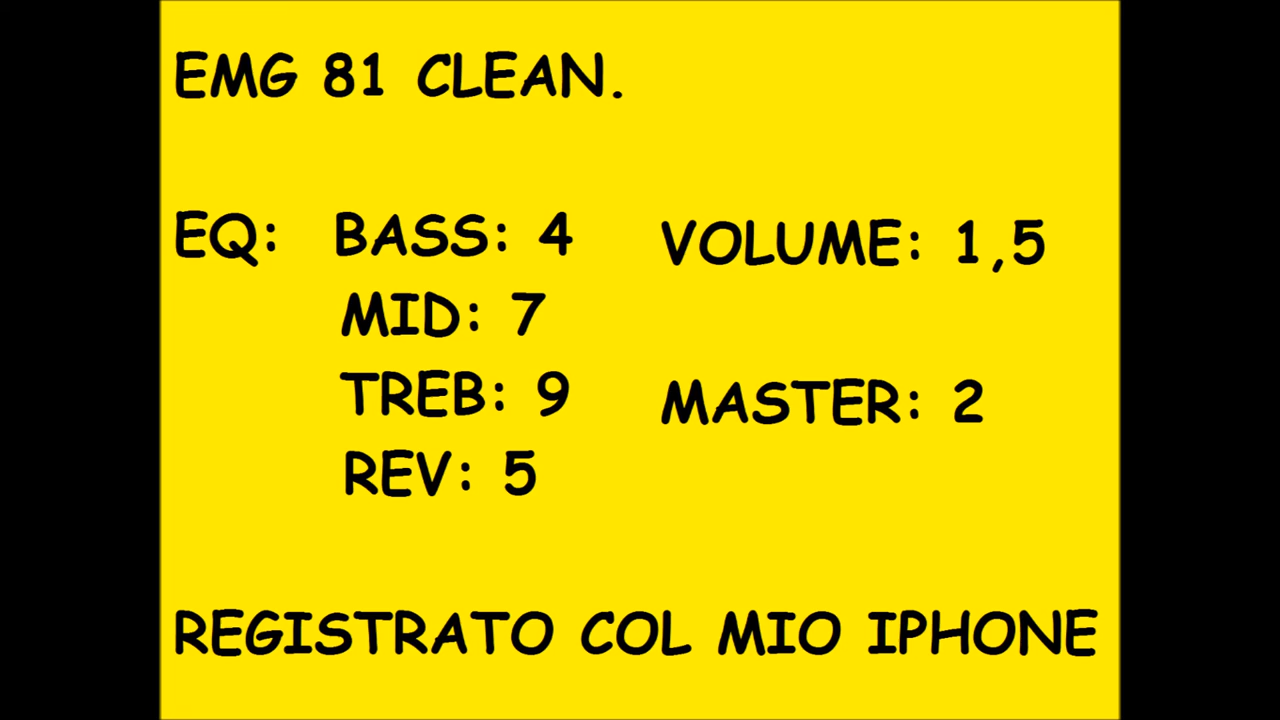 EMG 81 CLEAN.
EQ: BASS: 4
MID: 7
TREB: 9
REV: 5
VOLUME: 1,5
MASTER: 2
REGISTRATO COL MIO IPHONE